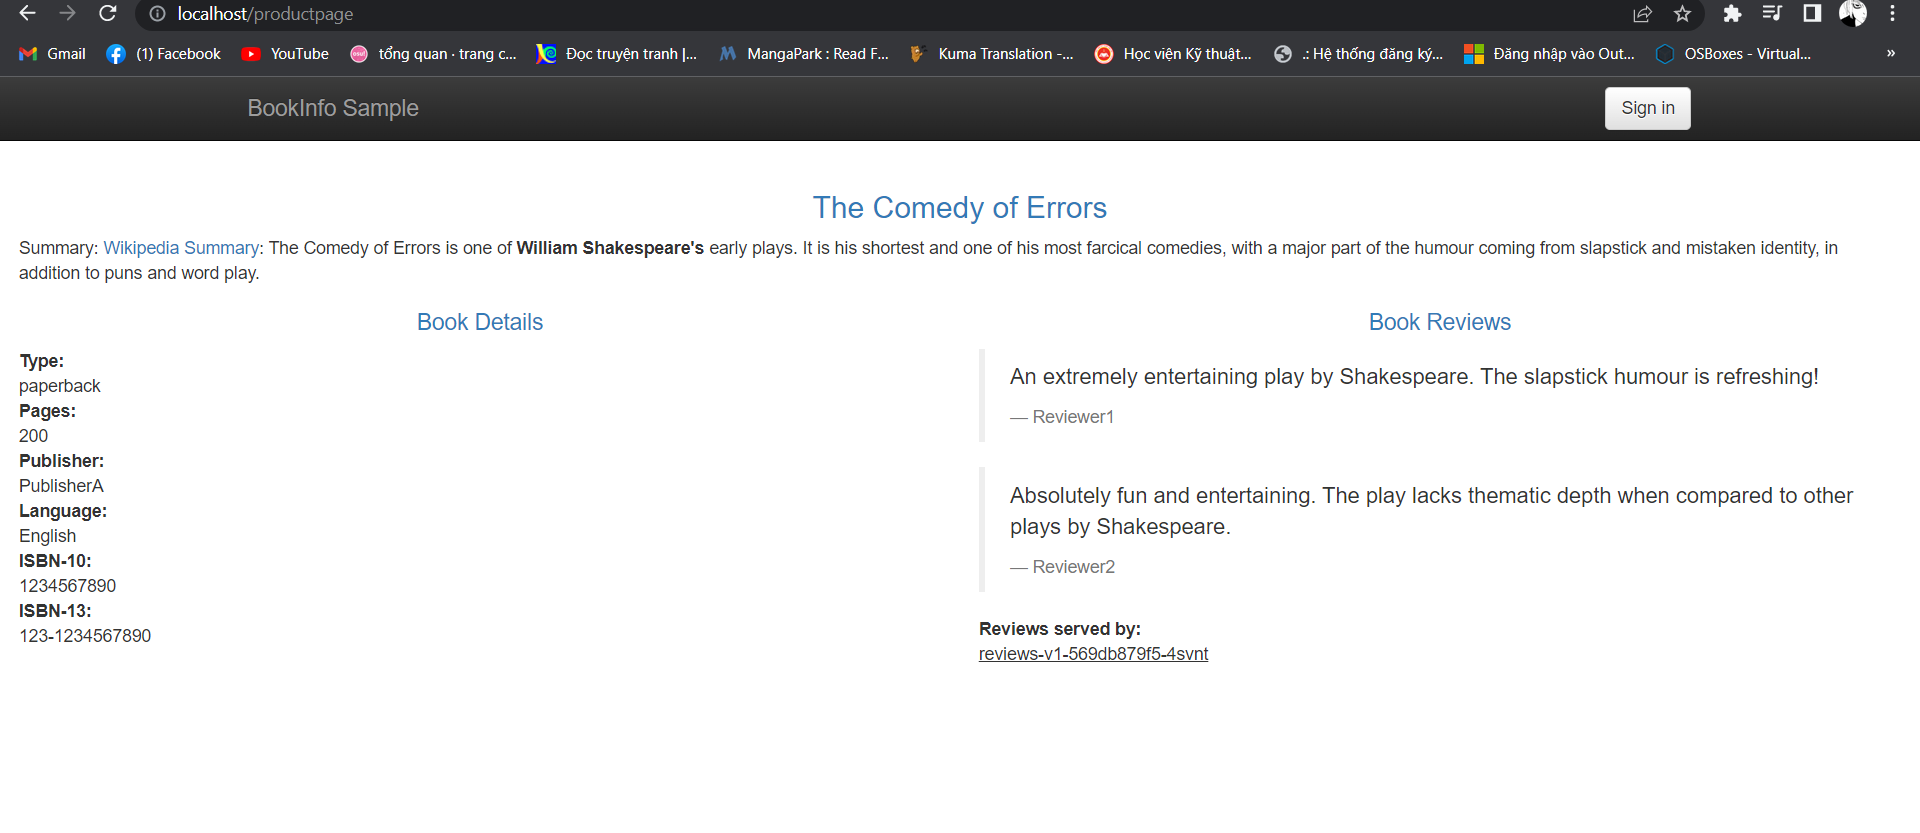 localhost/productpage
Gmail (1) Facebook YouTube tổng quan · trang c... Đọc truyện tranh |... MangaPark : Read F... Kuma Translation -... Học viện Kỹ thuật... .: Hệ thống đăng ký... Đăng nhập vào Out... OSBoxes - Virtual... »
BookInfo Sample Sign in
The Comedy of Errors
Summary: Wikipedia Summary: The Comedy of Errors is one of William Shakespeare's early plays. It is his shortest and one of his most farcical comedies, with a major part of the humour coming from slapstick and mistaken identity, in
addition to puns and word play.
Book Details
Type:
paperback
Pages:
200
Publisher:
PublisherA
Language:
English
ISBN-10:
1234567890
ISBN-13:
123-1234567890
Book Reviews
An extremely entertaining play by Shakespeare. The slapstick humour is refreshing!
— Reviewer1
Absolutely fun and entertaining. The play lacks thematic depth when compared to other
plays by Shakespeare.
— Reviewer2
Reviews served by:
reviews-v1-569db879f5-4svnt